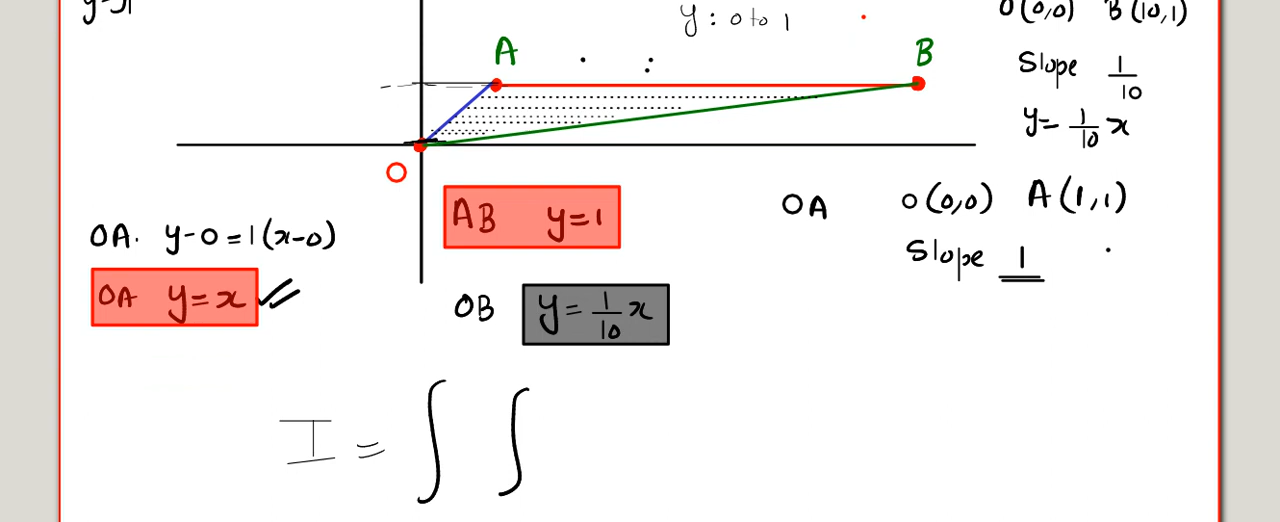 y: 0 to 1
O(0,0) B(10,1)
A
B
Slope 1/10
y= 1/10 x
O
AB y=1
OA O(0,0) A(1,1)
OA. y-0=1(x-0)
Slope 1
OA y=x
OB y= 1/10 x
I = ∫ ∫